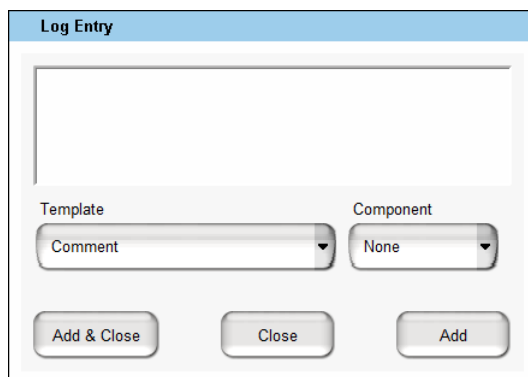 Log Entry
Template Component
Comment None
Add & Close Close Add